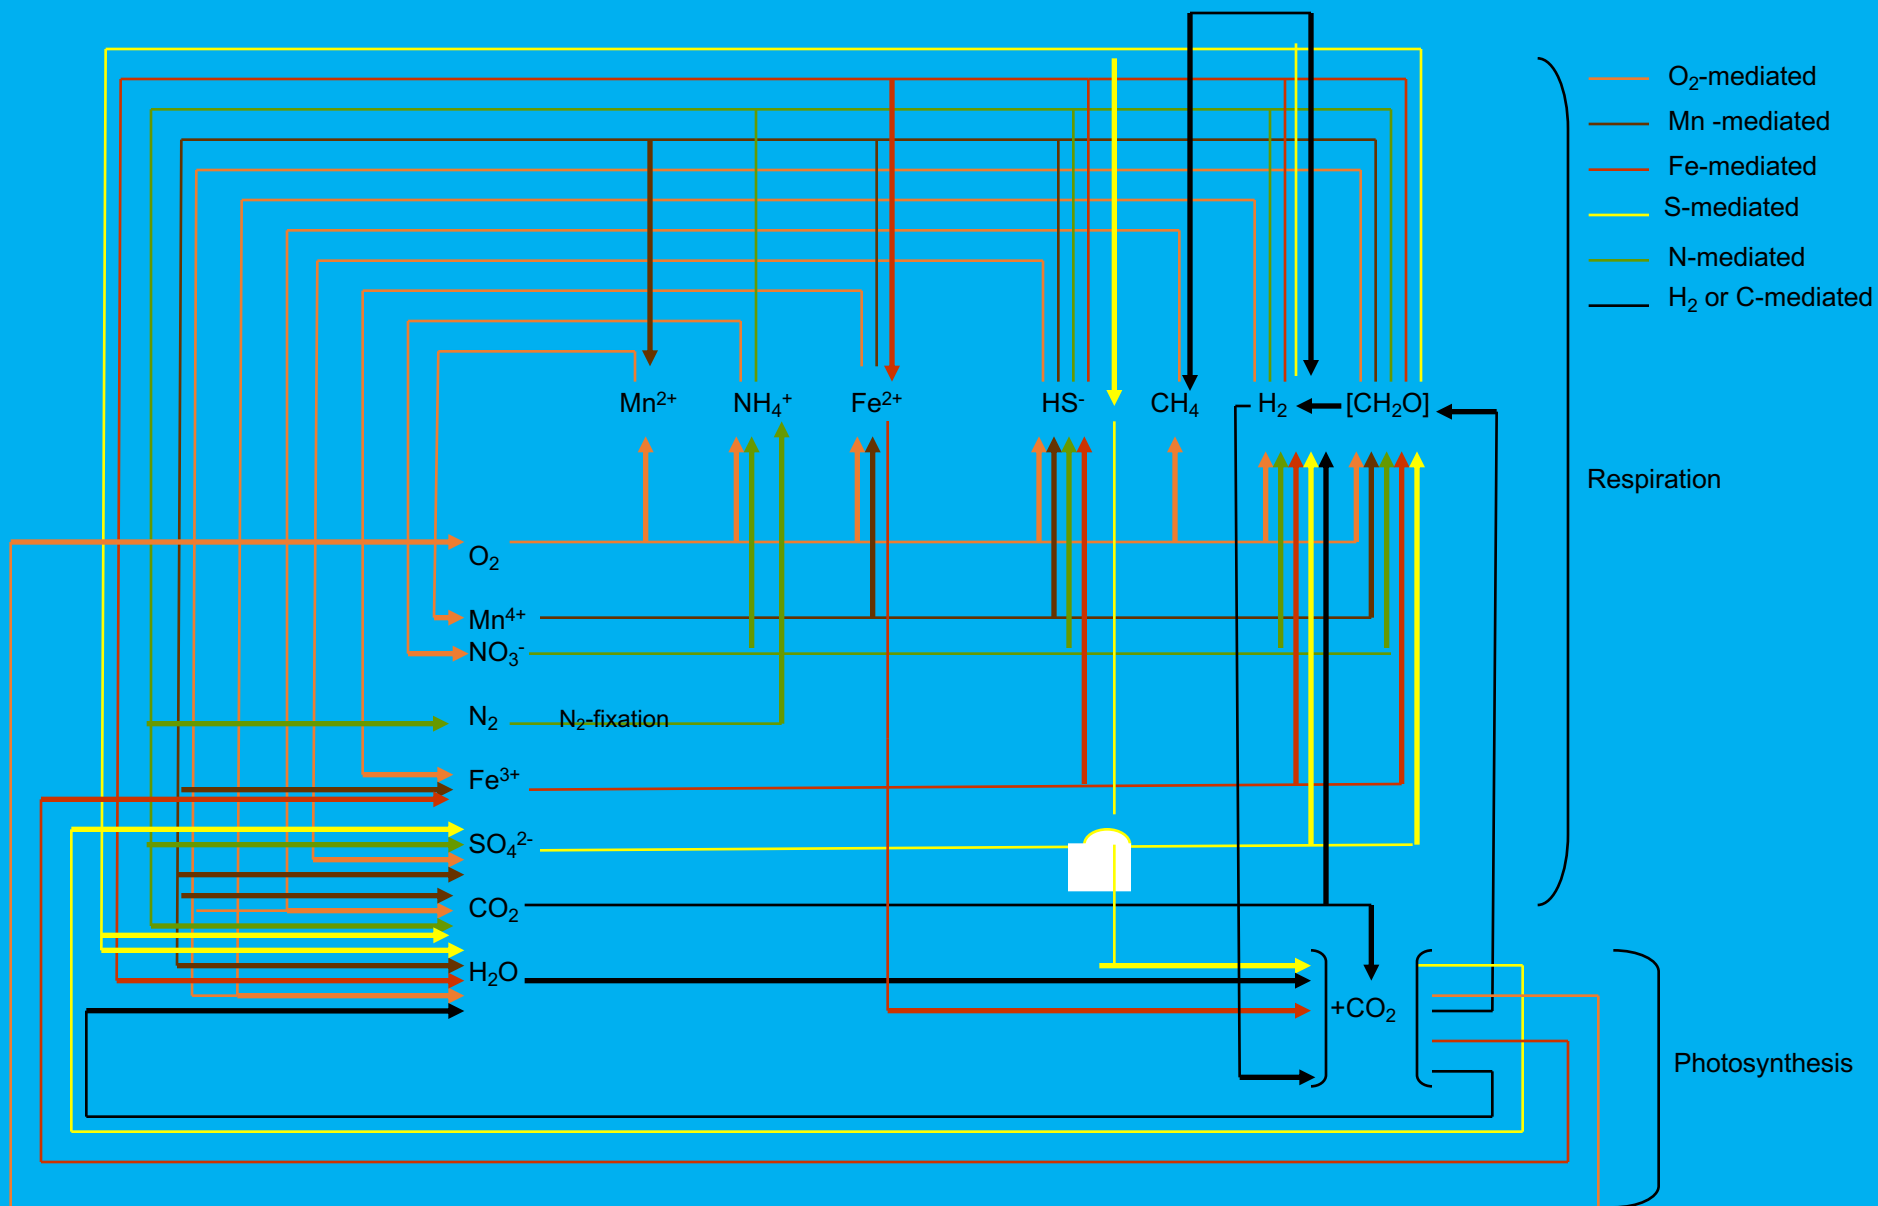 O₂-mediated
Mn -mediated
Fe-mediated
S-mediated
N-mediated
H₂ or C-mediated
Mn²⁺ NH₄⁺ Fe²⁺ HS⁻ CH₄ H₂ [CH₂O]
Respiration
O₂
Mn⁴⁺
NO₃⁻
N₂ N₂-fixation
Fe³⁺
SO₄²⁻
CO₂
H₂O
+CO₂
Photosynthesis